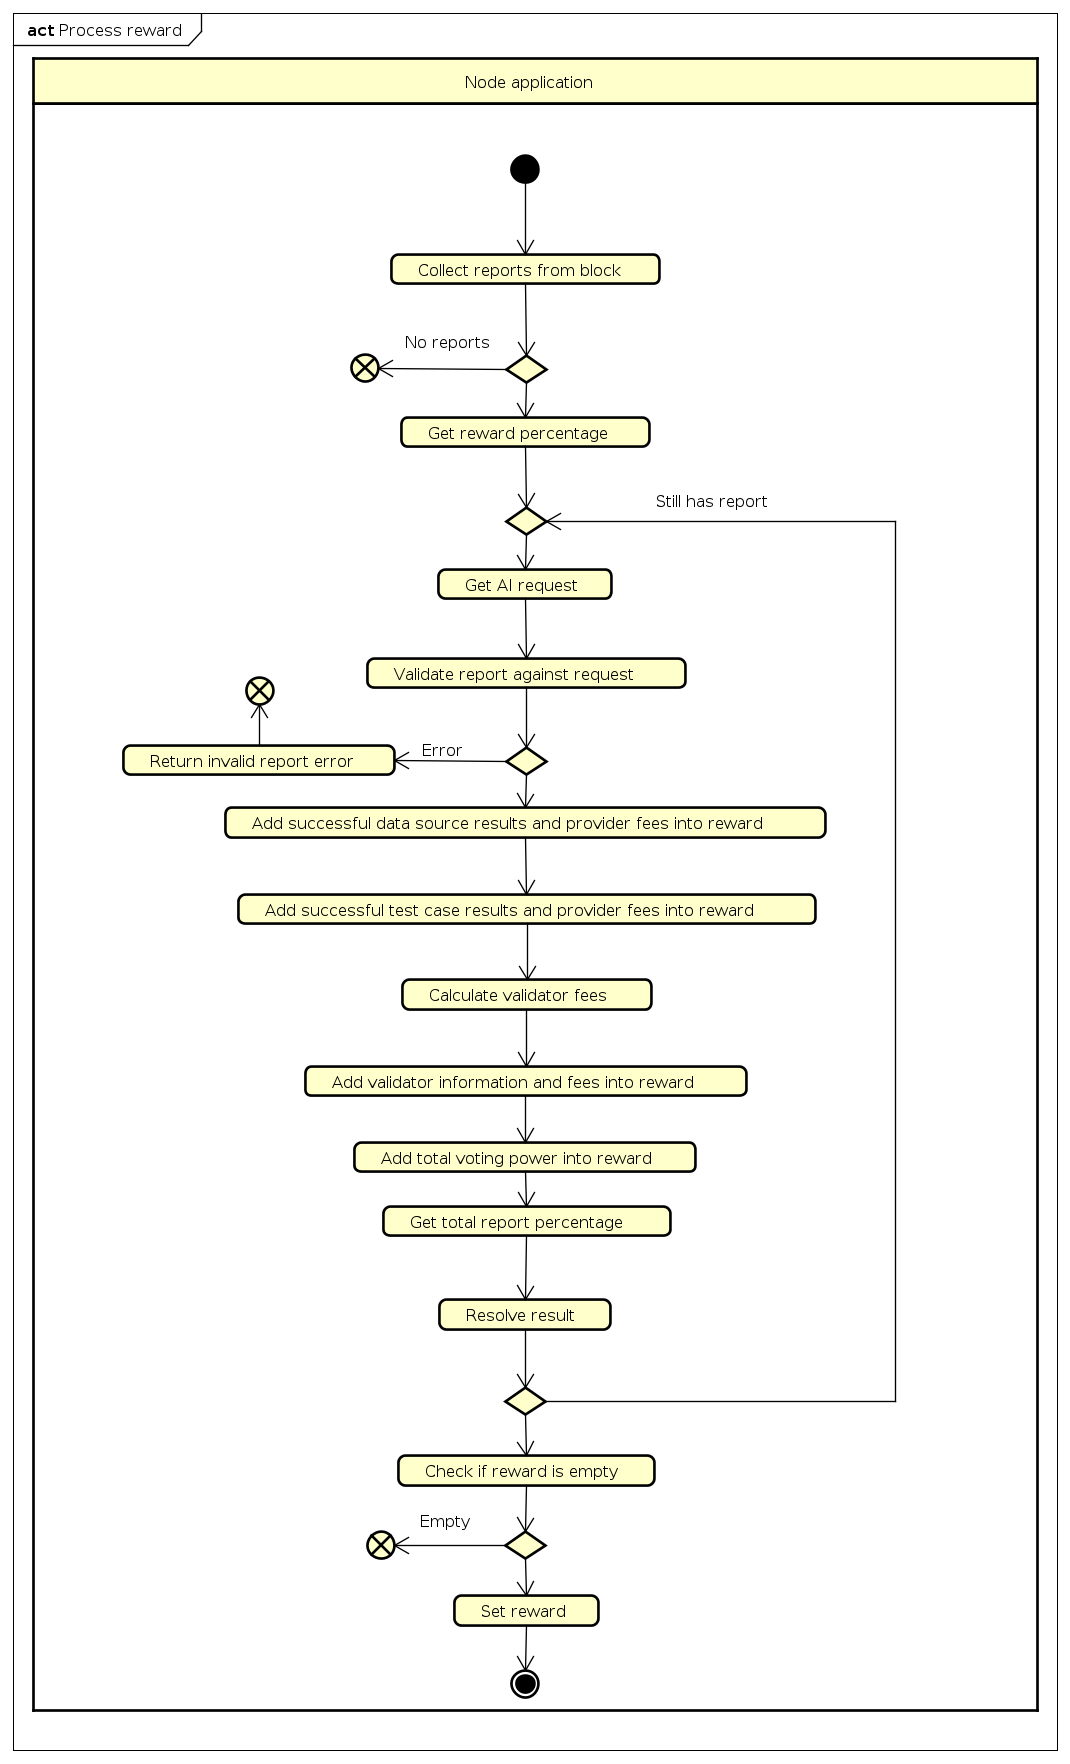 act Process reward
Node application
Collect reports from block
No reports
Get reward percentage
Still has report
Get AI request
Validate report against request
Error
Return invalid report error
Add successful data source results and provider fees into reward
Add successful test case results and provider fees into reward
Calculate validator fees
Add validator information and fees into reward
Add total voting power into reward
Get total report percentage
Resolve result
Check if reward is empty
Empty
Set reward